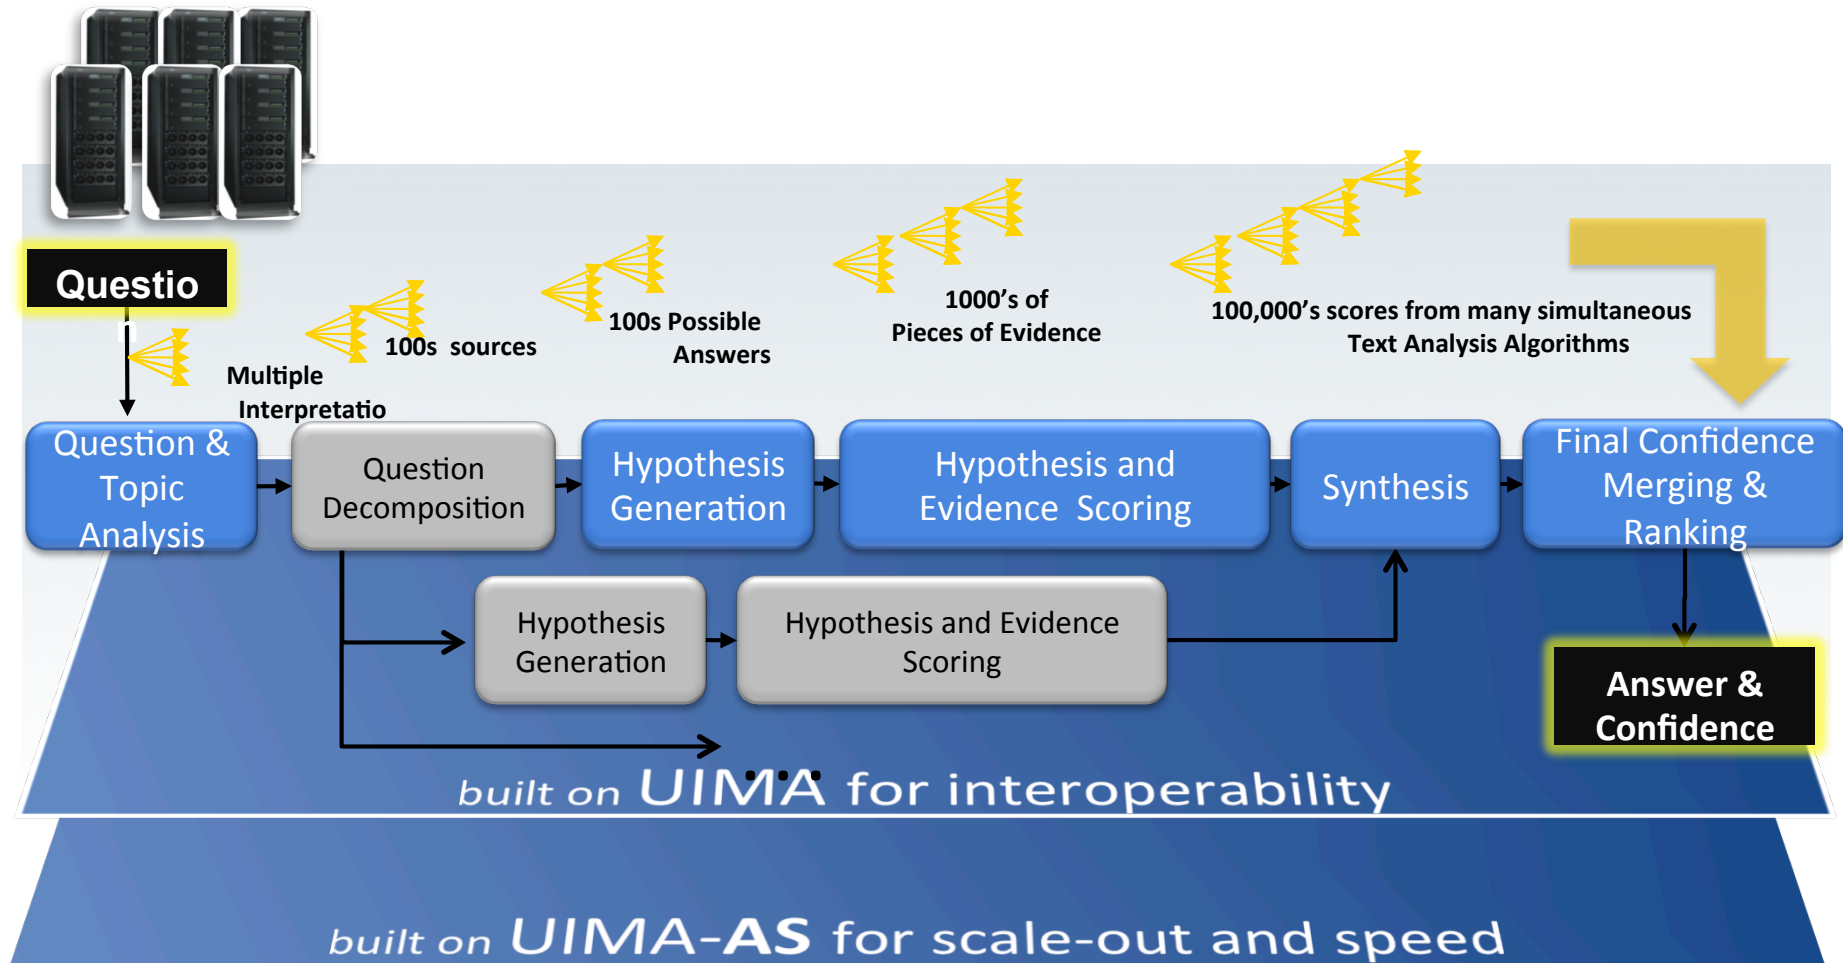 Questio
n
Multiple
Interpretatio
100s sources
100s Possible
Answers
1000's of
Pieces of Evidence
100,000's scores from many simultaneous
Text Analysis Algorithms
Question &
Topic
Analysis
Question
Decomposition
Hypothesis
Generation
Hypothesis and
Evidence Scoring
Synthesis
Final Confidence
Merging &
Ranking
Hypothesis
Generation
Hypothesis and Evidence
Scoring
Answer &
Confidence
. . .
built on UIMA for interoperability
built on UIMA-AS for scale-out and speed